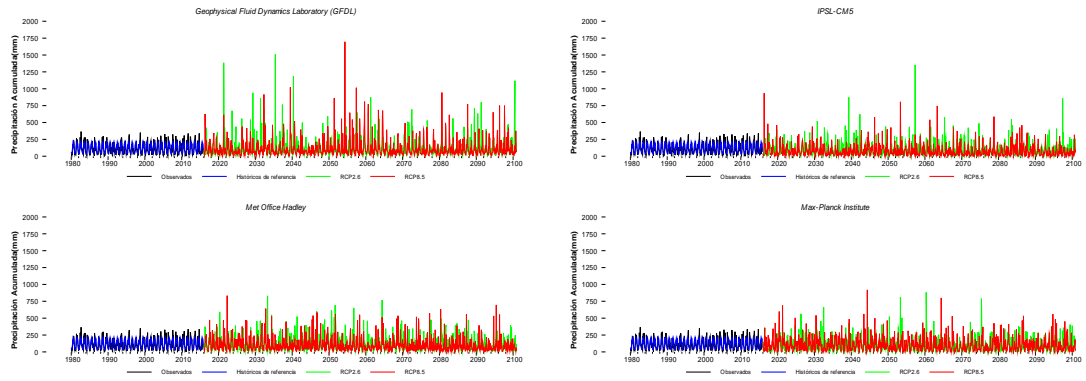 Geophysical Fluid Dynamics Laboratory (GFDL)
Precipitación Acumulada(mm)
2000
1750
1500
1250
1000
750
500
250
0
1980 1990 2000 2010 2020 2030 2040 2050 2060 2070 2080 2090 2100
Observados Históricos de referencia RCP2.6 RCP8.5
IPSL-CM5
Precipitación Acumulada(mm)
2000
1750
1500
1250
1000
750
500
250
0
1980 1990 2000 2010 2020 2030 2040 2050 2060 2070 2080 2090 2100
Observados Históricos de referencia RCP2.6 RCP8.5
Met Office Hadley
Precipitación Acumulada(mm)
2000
1750
1500
1250
1000
750
500
250
0
1980 1990 2000 2010 2020 2030 2040 2050 2060 2070 2080 2090 2100
Observados Históricos de referencia RCP2.6 RCP8.5
Max-Planck Institute
Precipitación Acumulada(mm)
2000
1750
1500
1250
1000
750
500
250
0
1980 1990 2000 2010 2020 2030 2040 2050 2060 2070 2080 2090 2100
Observados Históricos de referencia RCP2.6 RCP8.5